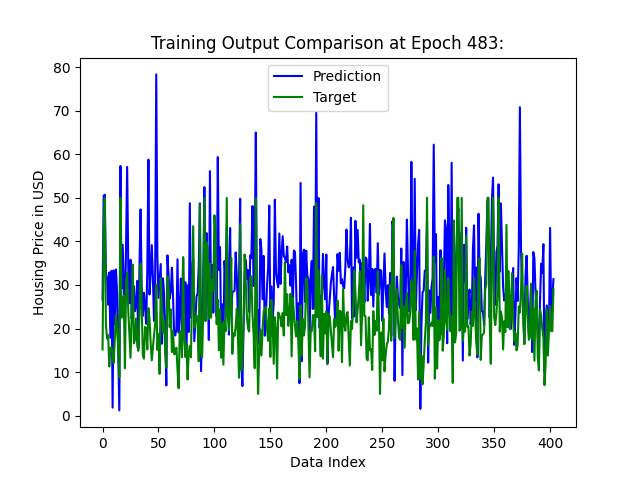 Training Output Comparison at Epoch 483:
Prediction
Target
80
70
60
50
40
30
20
10
0
Housing Price in USD
0 50 100 150 200 250 300 350 400
Data Index